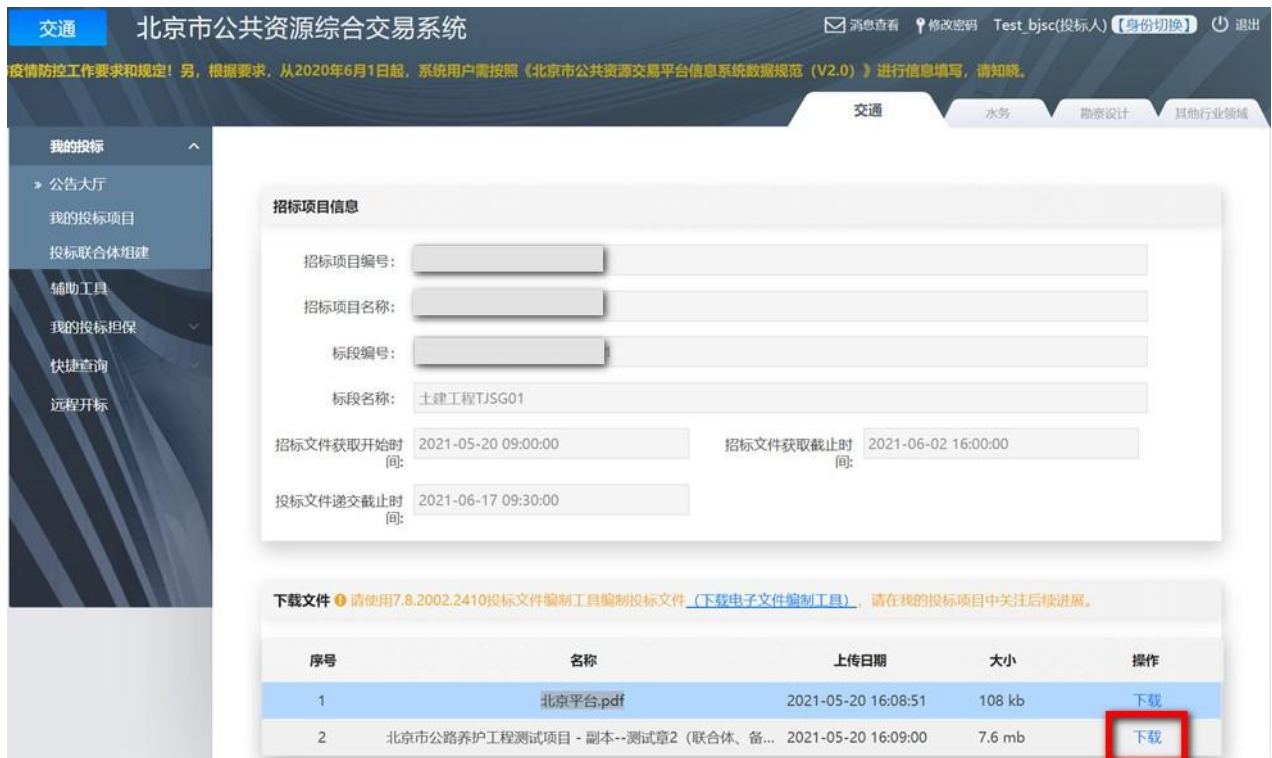 交通 北京市公共资源综合交易系统 消息查看 修改密码 Test_bjsc(投标人) 【身份切换】 退出
疫情防控工作要求和规定！另，根据要求，从2020年6月1日起，系统用户需按照《北京市公共资源交易平台信息系统数据规范（V2.0）》进行信息填写，请知晓。
交通 水务 勘察设计 其他行业领域
我的投标
» 公告大厅
我的投标项目
投标联合体组建
辅助工具
我的投标担保
快捷查询
远程开标
招标项目信息
招标项目编号:
招标项目名称:
标段编号:
标段名称: 土建工程TJSG01
招标文件获取开始时间: 2021-05-20 09:00:00 招标文件获取截止时间: 2021-06-02 16:00:00
投标文件递交截止时间: 2021-06-17 09:30:00
下载文件 请使用7.8.2002.2410投标文件编制工具编制投标文件（下载电子文件编制工具），请在我的投标项目中关注后续进展。
序号 名称 上传日期 大小 操作
1 北京平台.pdf 2021-05-20 16:08:51 108 kb 下载
2 北京市公路养护工程测试项目 - 副本--测试章2（联合体、备... 2021-05-20 16:09:00 7.6 mb 下载